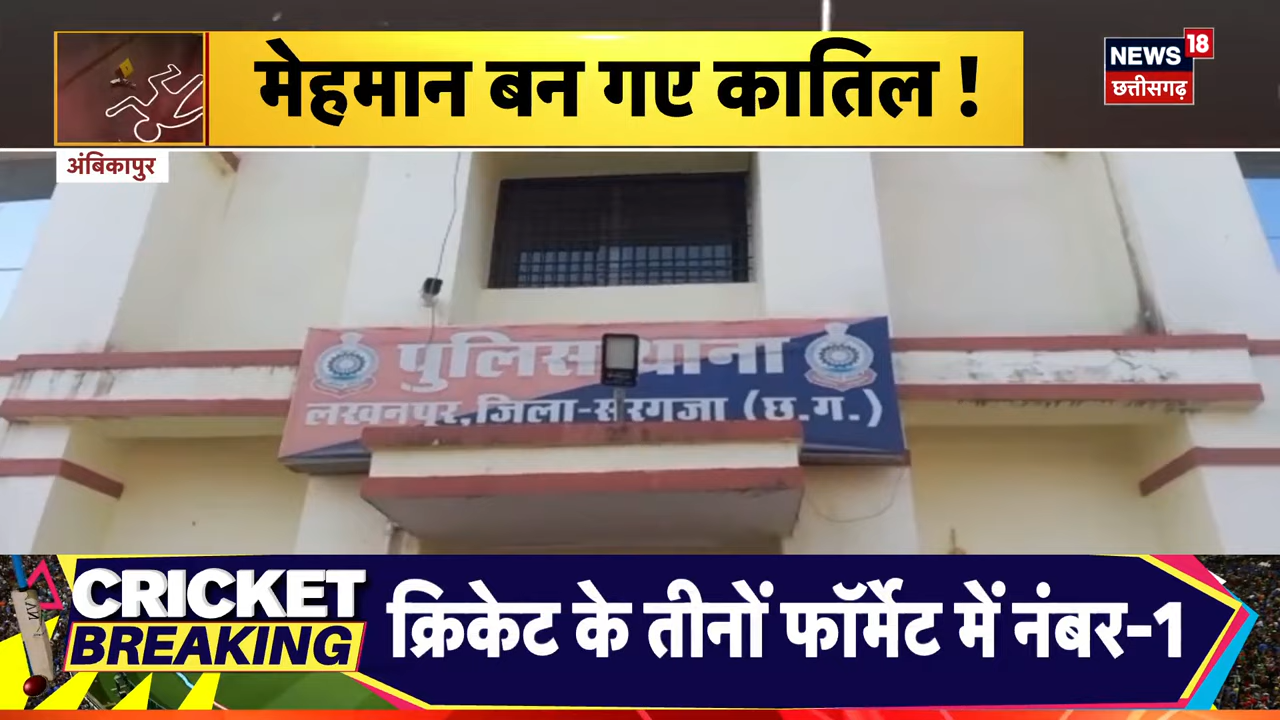 मेहमान बन गए कातिल !
NEWS 18
छत्तीसगढ़
अंबिकापुर
पुलिस थाना
लखनपुर, जिला-सरगुजा (छ.ग.)
CRICKET
BREAKING
क्रिकेट के तीनों फॉर्मेट में नंबर-1